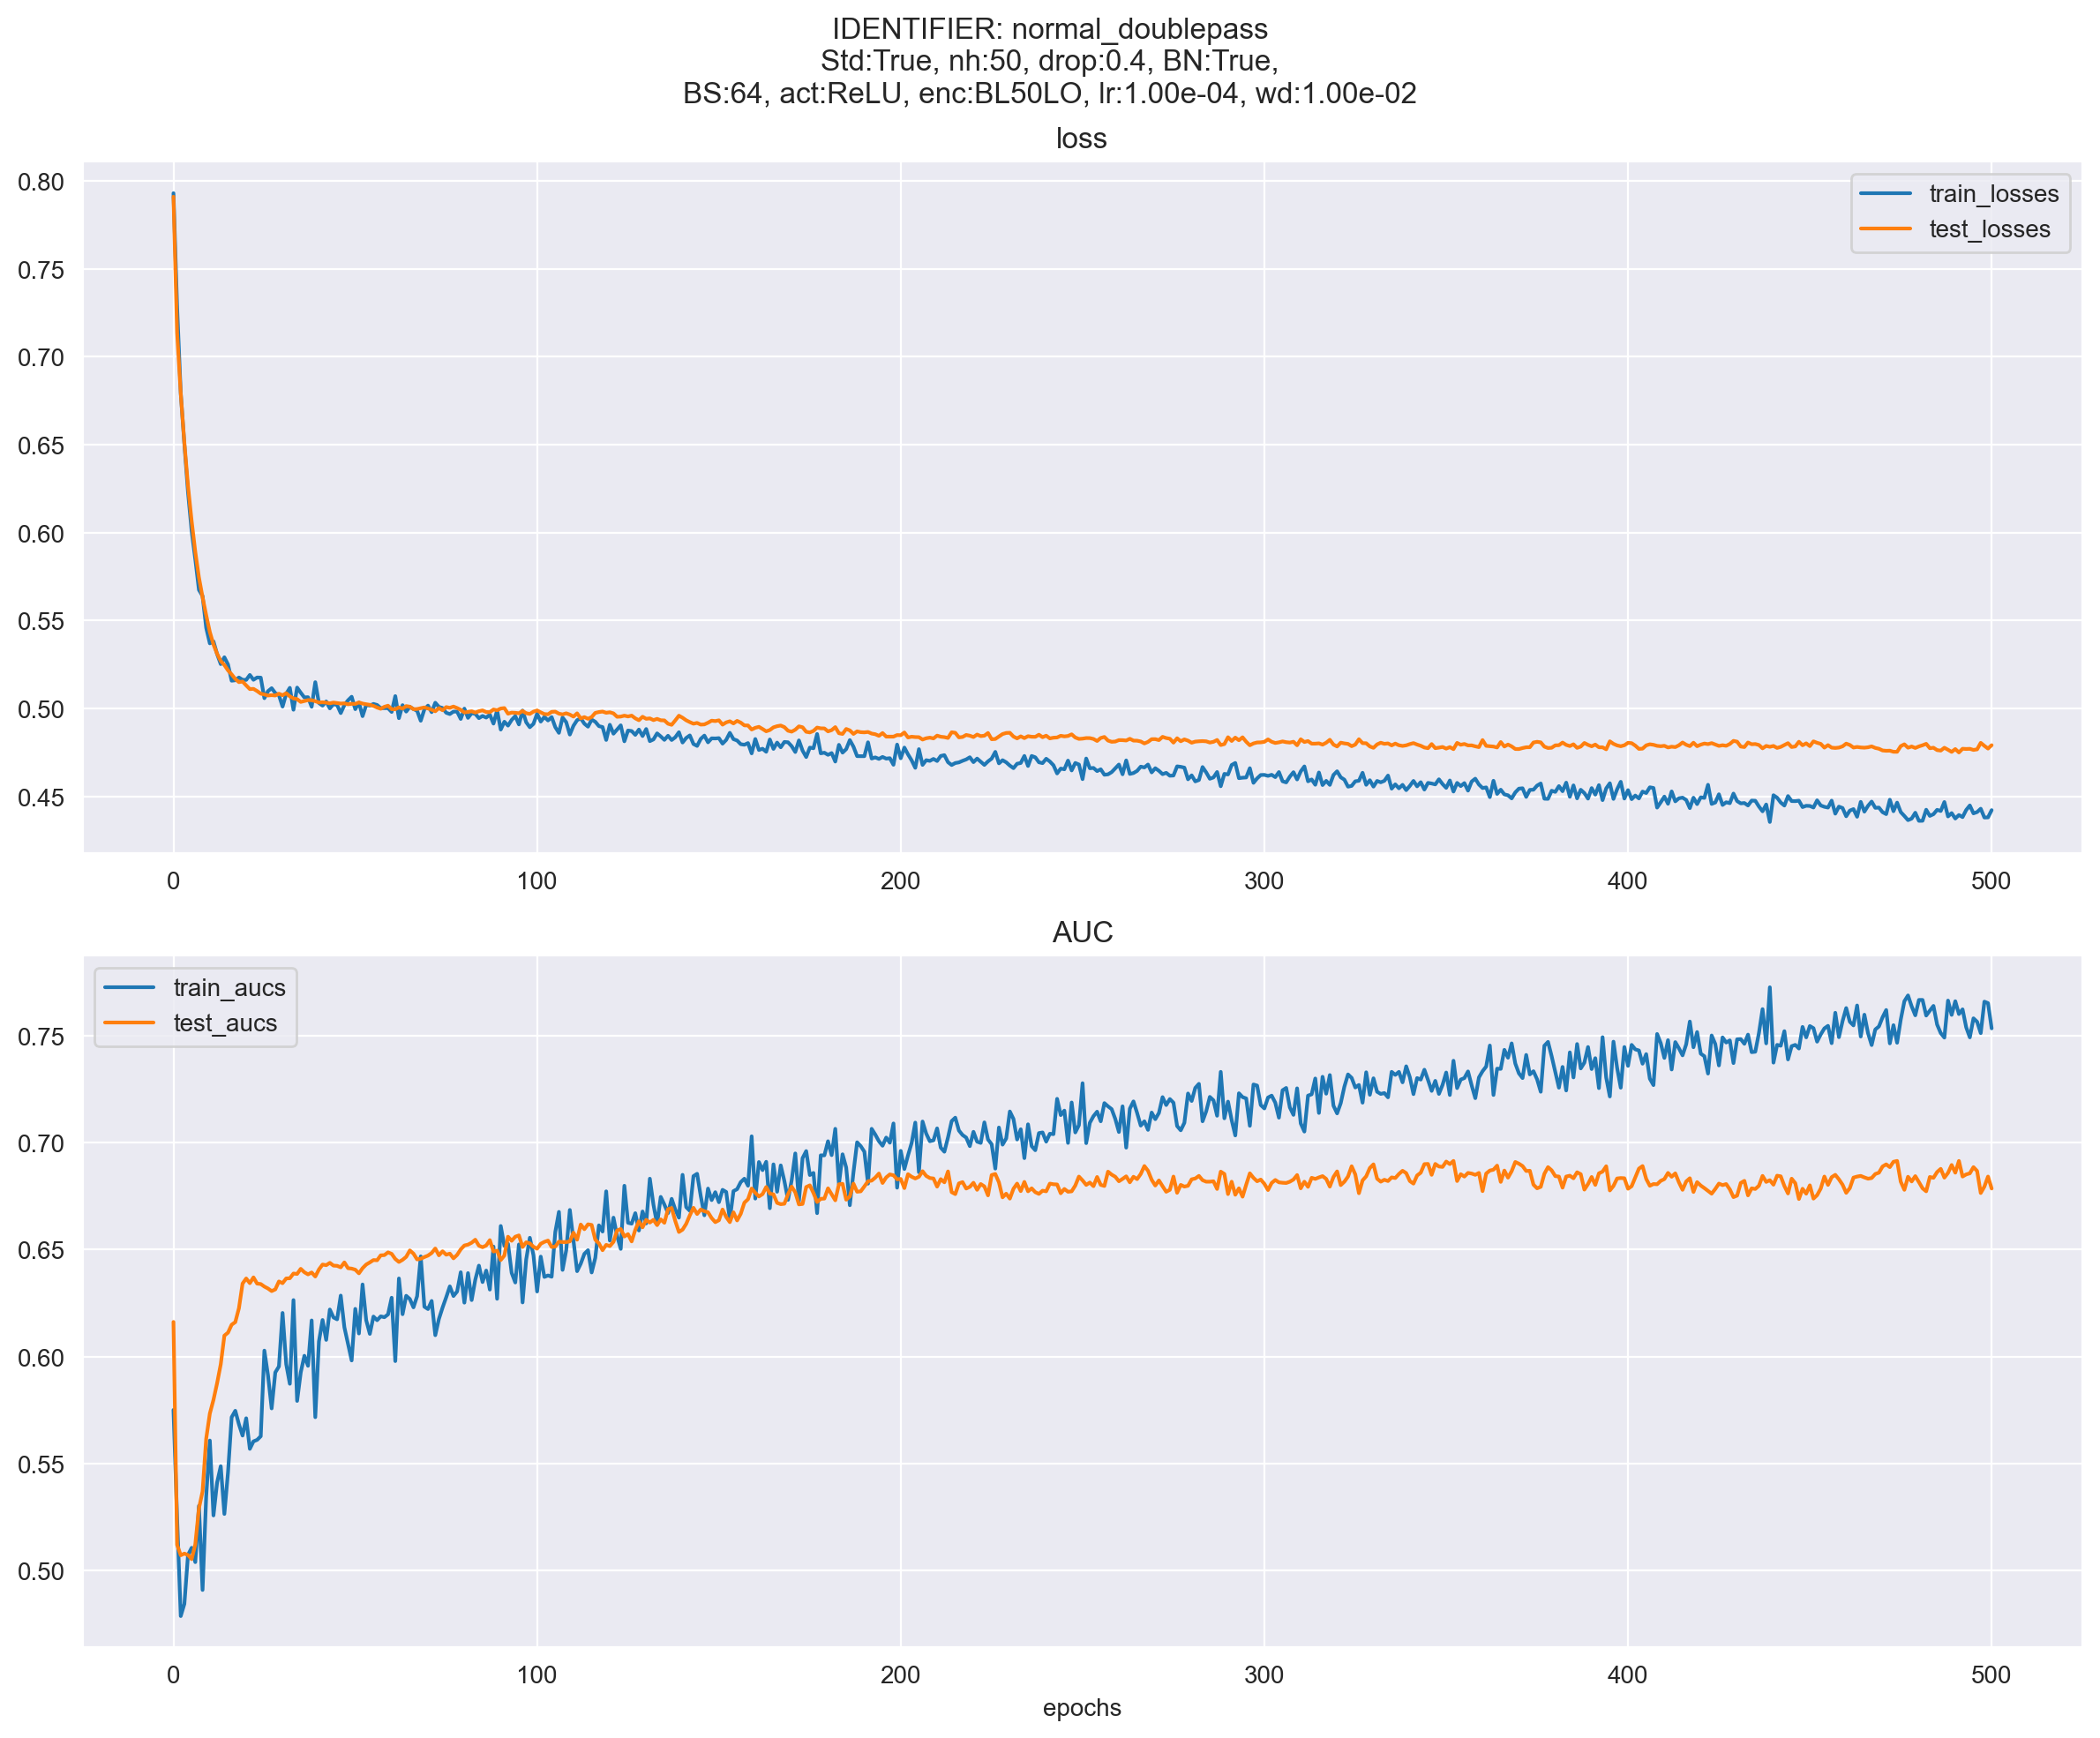 IDENTIFIER: normal_doublepass
Std:True, nh:50, drop:0.4, BN:True,
BS:64, act:ReLU, enc:BL50LO, lr:1.00e-04, wd:1.00e-02
loss
train_losses
test_losses
0.80
0.75
0.70
0.65
0.60
0.55
0.50
0.45
0 100 200 300 400 500
AUC
train_aucs
test_aucs
0.75
0.70
0.65
0.60
0.55
0.50
0 100 200 300 400 500
epochs